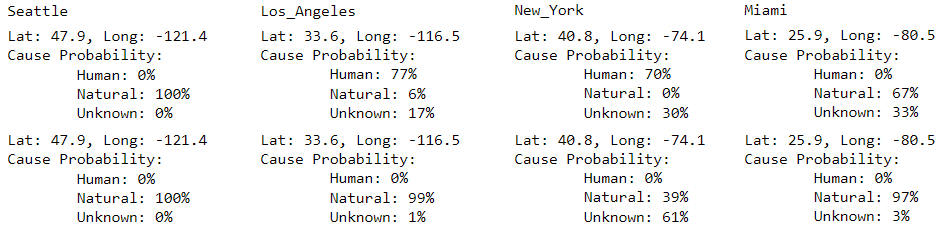 Seattle
Lat: 47.9, Long: -121.4
Cause Probability:
Human: 0%
Natural: 100%
Unknown: 0%
Lat: 47.9, Long: -121.4
Cause Probability:
Human: 0%
Natural: 100%
Unknown: 0%
Los_Angeles
Lat: 33.6, Long: -116.5
Cause Probability:
Human: 77%
Natural: 6%
Unknown: 17%
Lat: 33.6, Long: -116.5
Cause Probability:
Human: 0%
Natural: 99%
Unknown: 1%
New_York
Lat: 40.8, Long: -74.1
Cause Probability:
Human: 70%
Natural: 0%
Unknown: 30%
Lat: 40.8, Long: -74.1
Cause Probability:
Human: 0%
Natural: 39%
Unknown: 61%
Miami
Lat: 25.9, Long: -80.5
Cause Probability:
Human: 0%
Natural: 67%
Unknown: 33%
Lat: 25.9, Long: -80.5
Cause Probability:
Human: 0%
Natural: 97%
Unknown: 3%